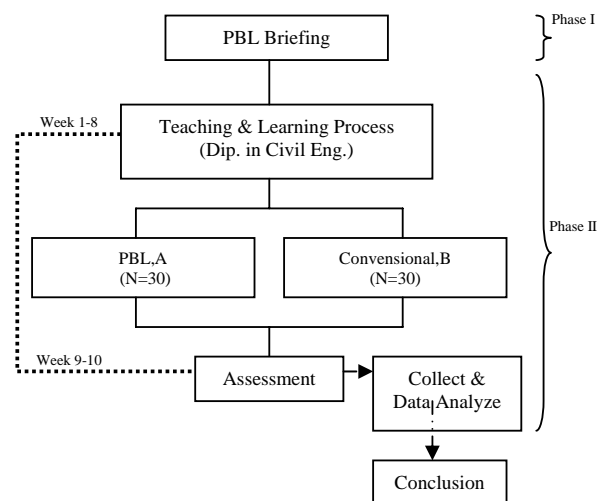 Phase I
PBL Briefing
Week 1-8
Teaching & Learning Process
(Dip. in Civil Eng.)
Phase II
PBL,A
(N=30)
Convensional,B
(N=30)
Week 9-10
Assessment
Collect &
Data Analyze
Conclusion